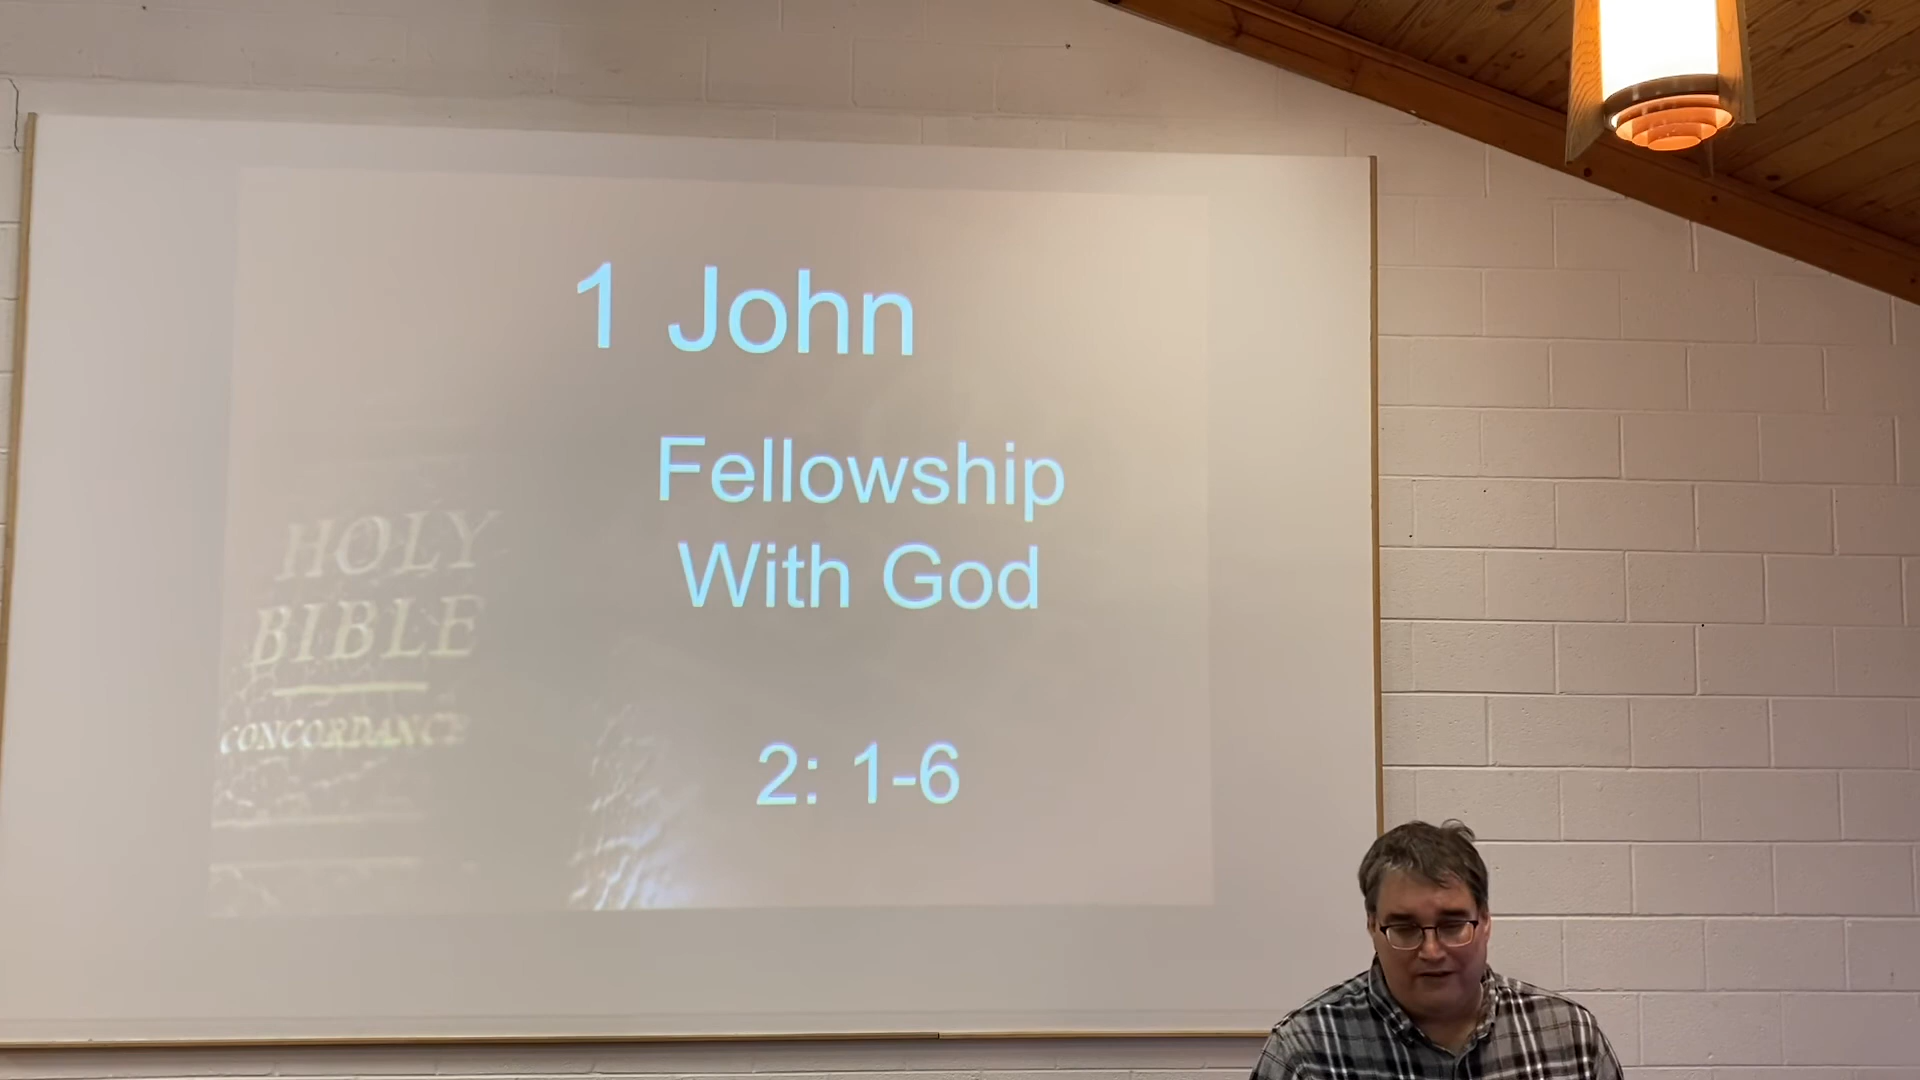 1 John
Fellowship
With God
HOLY
BIBLE
CONCORDANCE
2: 1-6